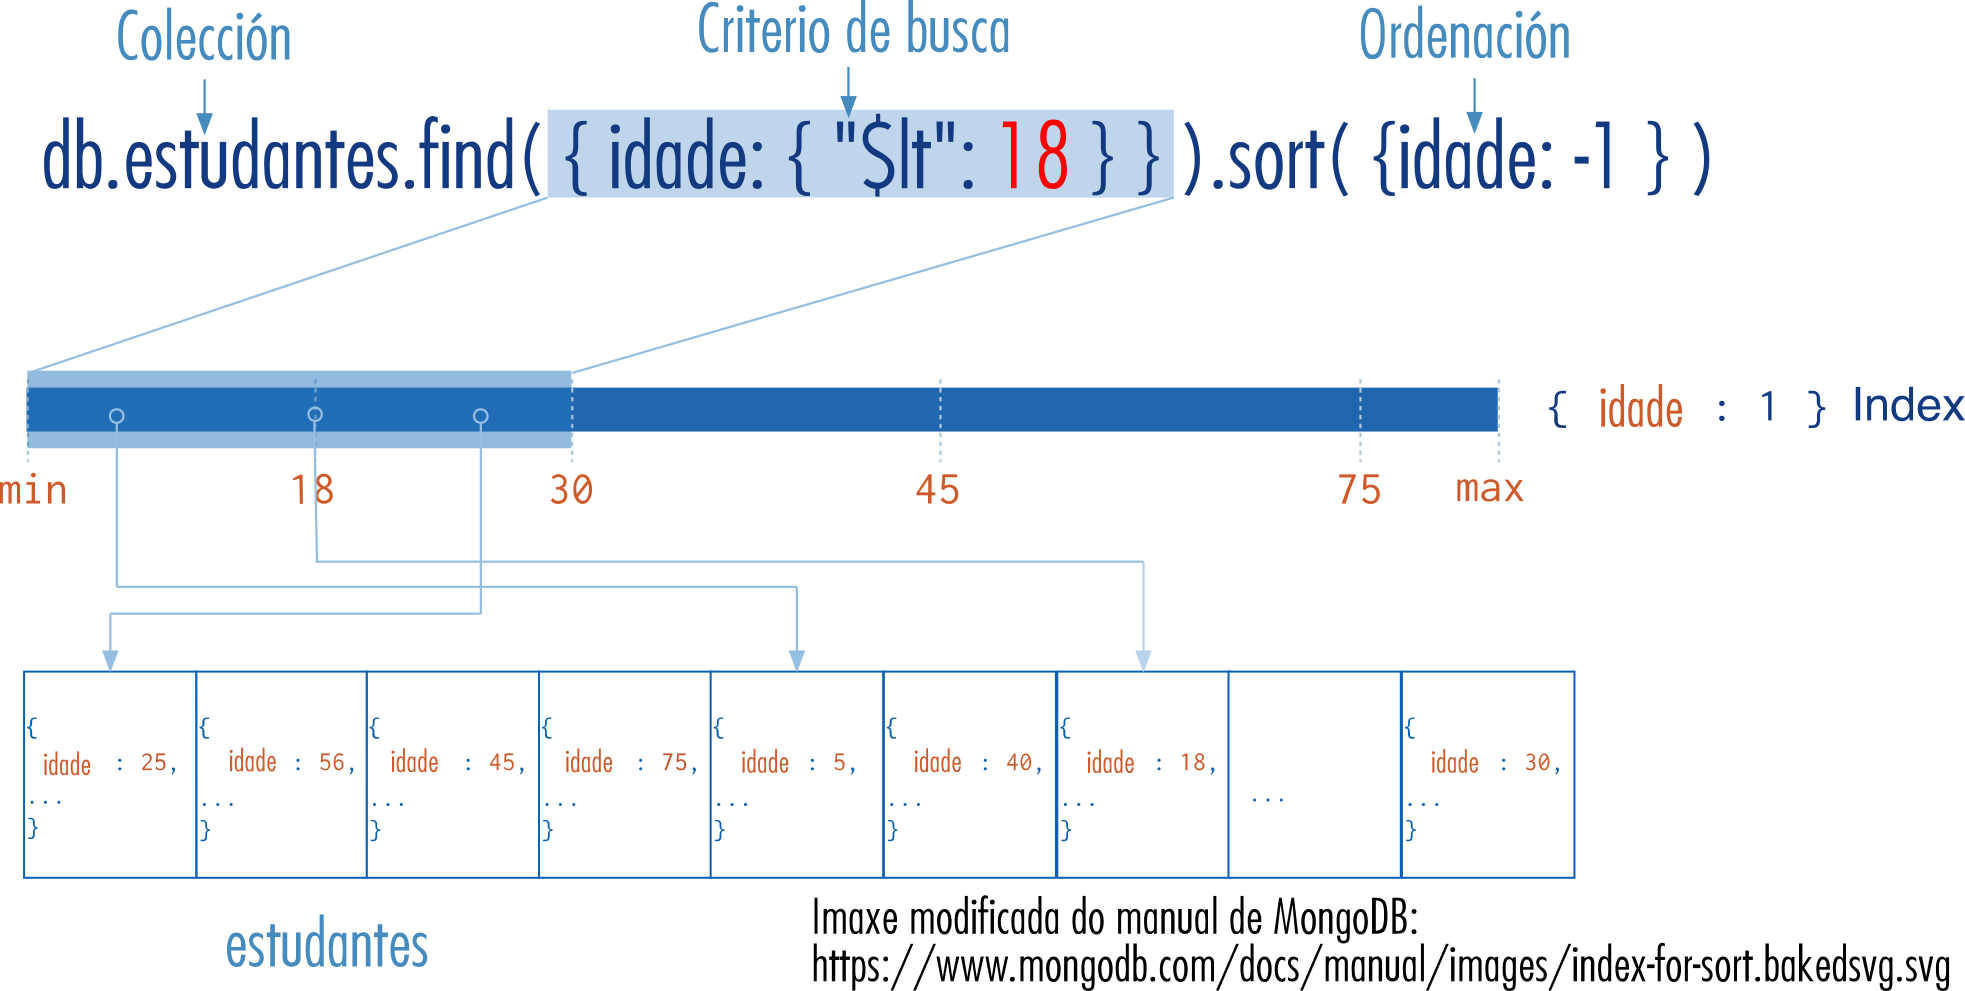 Colección
Criterio de busca
Ordenación
db.estudantes.find( { idade: { "$lt": 18 } } ).sort( {idade: -1 } )
{ idade : 1 } Index
min 18 30 45 75 max
{ { { { { { { {
idade : 25, idade : 56, idade : 45, idade : 75, idade : 5, idade : 40, idade : 18, idade : 30,
... ... ... ... ... ... ... ... ...
} } } } } } } }
estudantes
Imaxe modificada do manual de MongoDB:
https://www.mongodb.com/docs/manual/images/index-for-sort.bakedsvg.svg